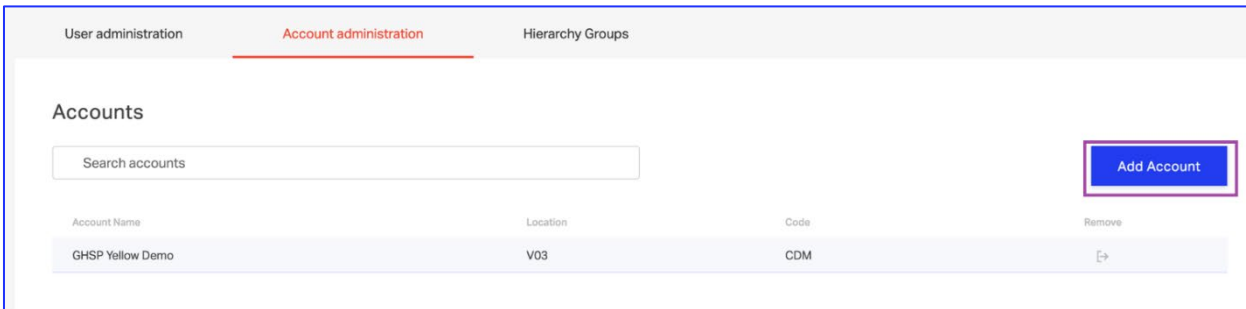 User administration Account administration Hierarchy Groups
Accounts
Search accounts
Add Account
Account Name Location Code Remove
GHSP Yellow Demo V03 CDM